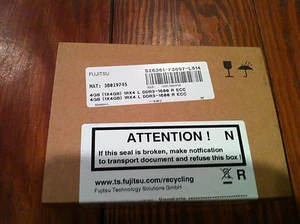 FUJITSU
S26361-F3697-L514
MAT: 38019745
4GB (1X4GB) 1RX4 L DDR3-1600 R ECC
4GB (1X4GB) 1RX4 L DDR3-1600 R ECC
ATTENTION ! N
If this seal is broken, make notfication
to transport document and refuse this box !
www.ts.fujitsu.com/recycling
Fujitsu Technology Solutions GmbH
R